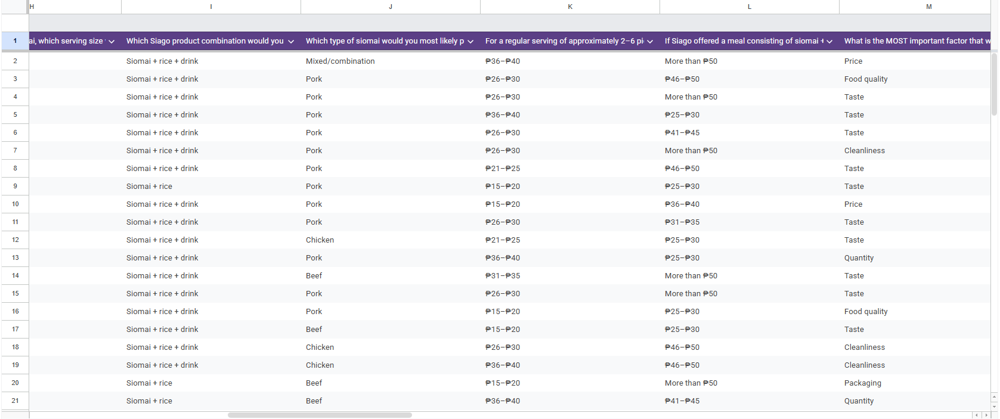 H I J K L M
1 ai, which serving size Which Siago product combination would you Which type of siomai would you most likely p For a regular serving of approximately 2–6 pi If Siago offered a meal consisting of siomai + What is the MOST important factor that w
2 Siomai + rice + drink Mixed/combination ₱36–₱40 More than ₱50 Price
3 Siomai + rice + drink Pork ₱26–₱30 ₱46–₱50 Food quality
4 Siomai + rice + drink Pork ₱26–₱30 More than ₱50 Taste
5 Siomai + rice + drink Pork ₱36–₱40 ₱25–₱30 Taste
6 Siomai + rice + drink Pork ₱26–₱30 ₱41–₱45 Taste
7 Siomai + rice + drink Pork ₱26–₱30 More than ₱50 Cleanliness
8 Siomai + rice + drink Pork ₱21–₱25 ₱46–₱50 Taste
9 Siomai + rice Pork ₱15–₱20 ₱25–₱30 Taste
10 Siomai + rice + drink Pork ₱15–₱20 ₱36–₱40 Price
11 Siomai + rice + drink Pork ₱26–₱30 ₱31–₱35 Taste
12 Siomai + rice + drink Chicken ₱21–₱25 ₱25–₱30 Taste
13 Siomai + rice + drink Pork ₱36–₱40 ₱25–₱30 Quantity
14 Siomai + rice + drink Beef ₱31–₱35 More than ₱50 Taste
15 Siomai + rice + drink Pork ₱26–₱30 More than ₱50 Taste
16 Siomai + rice + drink Pork ₱15–₱20 ₱25–₱30 Food quality
17 Siomai + rice + drink Beef ₱15–₱20 ₱25–₱30 Taste
18 Siomai + rice + drink Chicken ₱26–₱30 ₱46–₱50 Cleanliness
19 Siomai + rice + drink Chicken ₱36–₱40 ₱46–₱50 Cleanliness
20 Siomai + rice Beef ₱15–₱20 More than ₱50 Packaging
21 Siomai + rice Beef ₱36–₱40 ₱41–₱45 Quantity